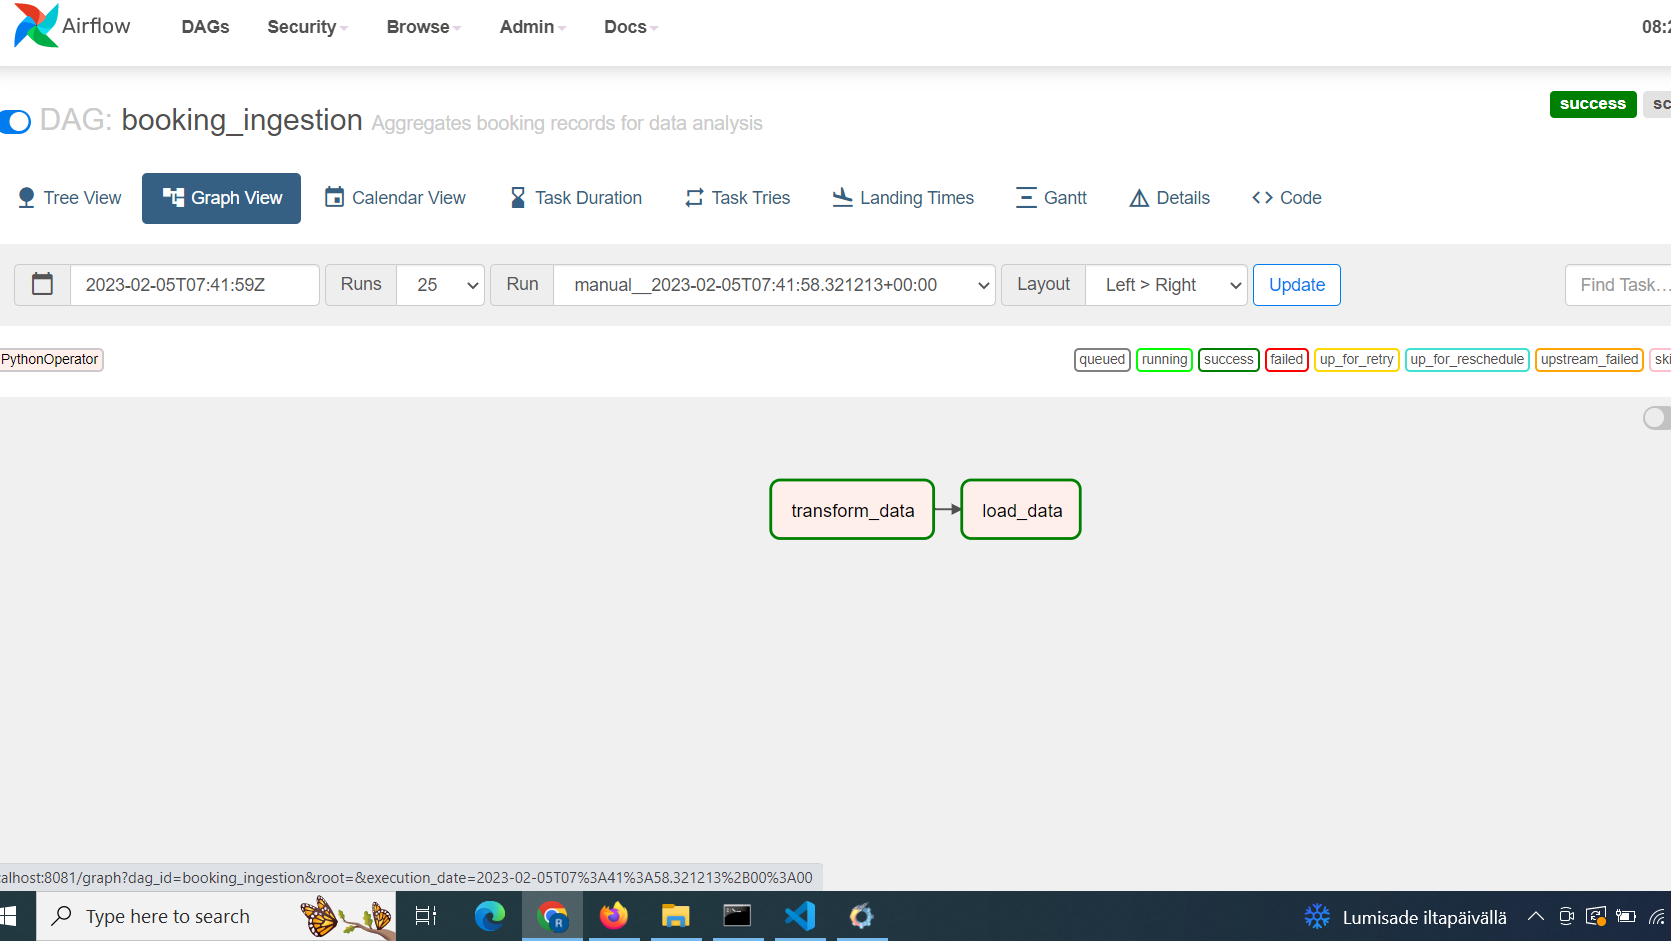 Airflow DAGs Security Browse Admin Docs 08:2
DAG: booking_ingestion Aggregates booking records for data analysis success sc
Tree View Graph View Calendar View Task Duration Task Tries Landing Times Gantt Details Code
2023-02-05T07:41:59Z Runs 25 Run manual__2023-02-05T07:41:58.321213+00:00 Layout Left > Right Update Find Task...
PythonOperator queued running success failed up_for_retry up_for_reschedule upstream_failed ski
transform_data load_data
alhost:8081/graph?dag_id=booking_ingestion&root=&execution_date=2023-02-05T07%3A41%3A58.321213%2B00%3A00
Type here to search R Lumisade iltapäivällä